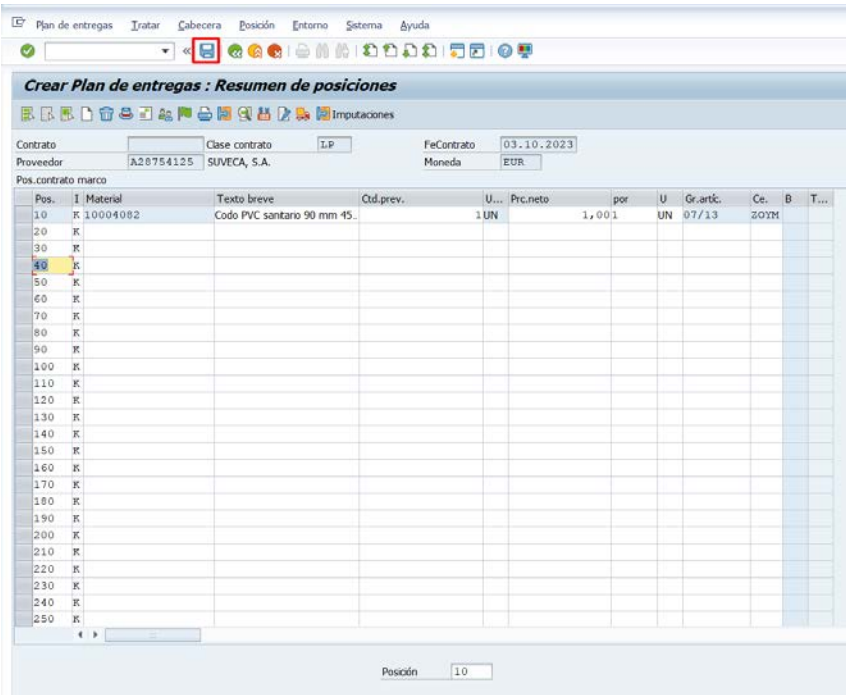 Plan de entregas Tratar Cabecera Posición Entorno Sistema Ayuda
Crear Plan de entregas : Resumen de posiciones
Imputaciones
Contrato Clase contrato LP FeContrato 03.10.2023
Proveedor A28754125 SUVECA, S.A. Moneda EUR
Pos.contrato marco
Pos. I Material Texto breve Ctd.prev. U... Prc.neto por U Gr.artíc. Ce. B T...
10 K 10004082 Codo PVC sanitario 90 mm 45.. 1 UN 1,00 1 UN 07/13 ZOYM
20 K
30 K
40 K
50 K
60 K
70 K
80 K
90 K
100 K
110 K
120 K
130 K
140 K
150 K
160 K
170 K
180 K
190 K
200 K
210 K
220 K
230 K
240 K
250 K
Posición 10